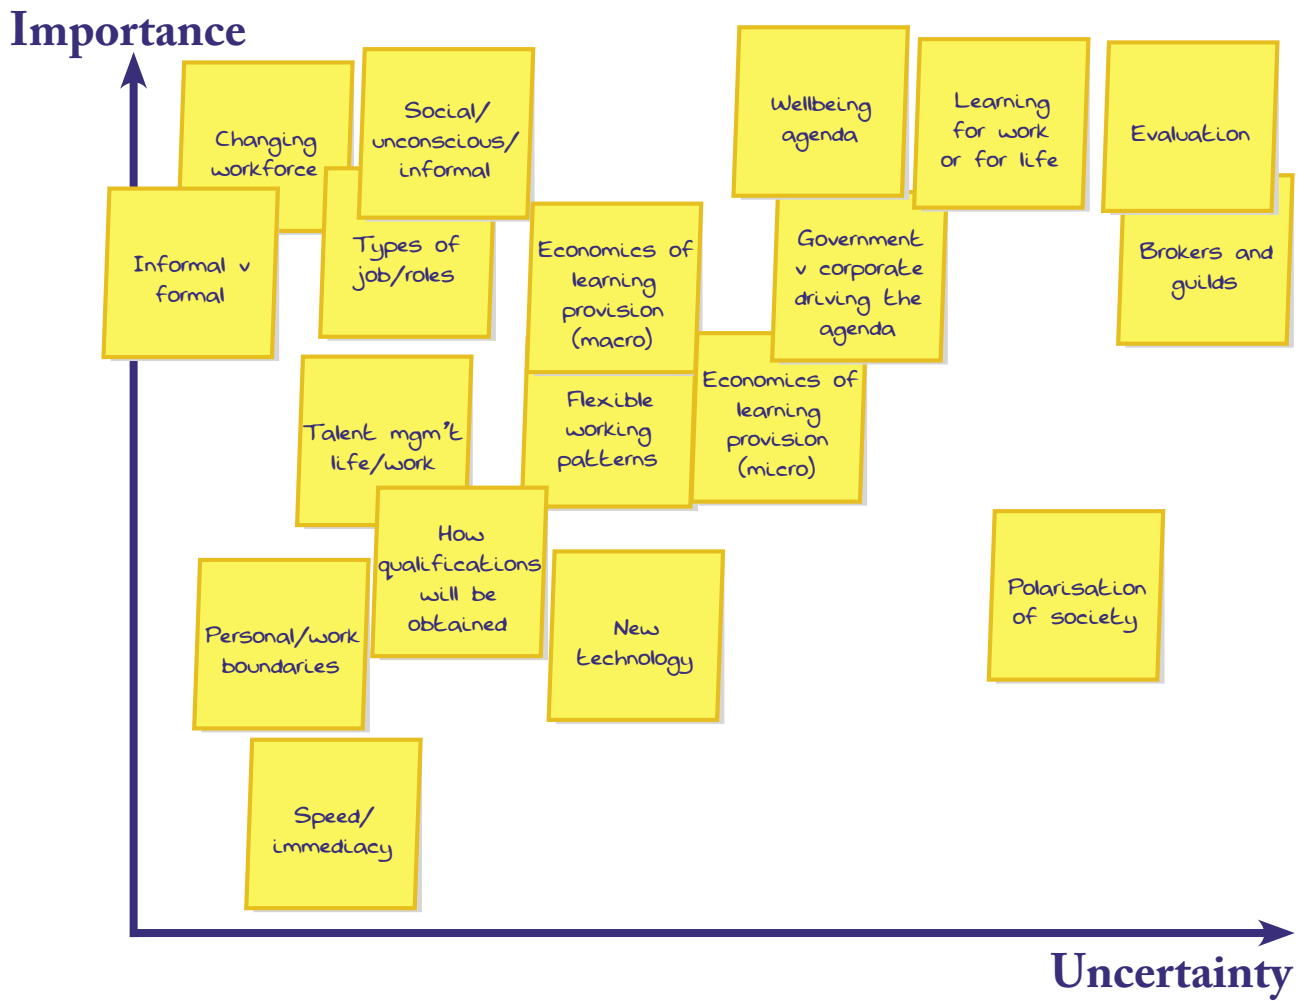 Importance
Changing
workforce
Social/
unconscious/
informal
Wellbeing
agenda
Learning
for work
or for life
Evaluation
Informal v
formal
Types of
job/roles
Economics of
learning
provision
(macro)
Government
v corporate
driving the
agenda
Brokers and
guilds
Talent mgm't
life/work
Flexible
working
patterns
Economics of
learning
provision
(micro)
How
qualifications
will be
obtained
Polarisation
of society
Personal/work
boundaries
New
technology
Speed/
immediacy
Uncertainty